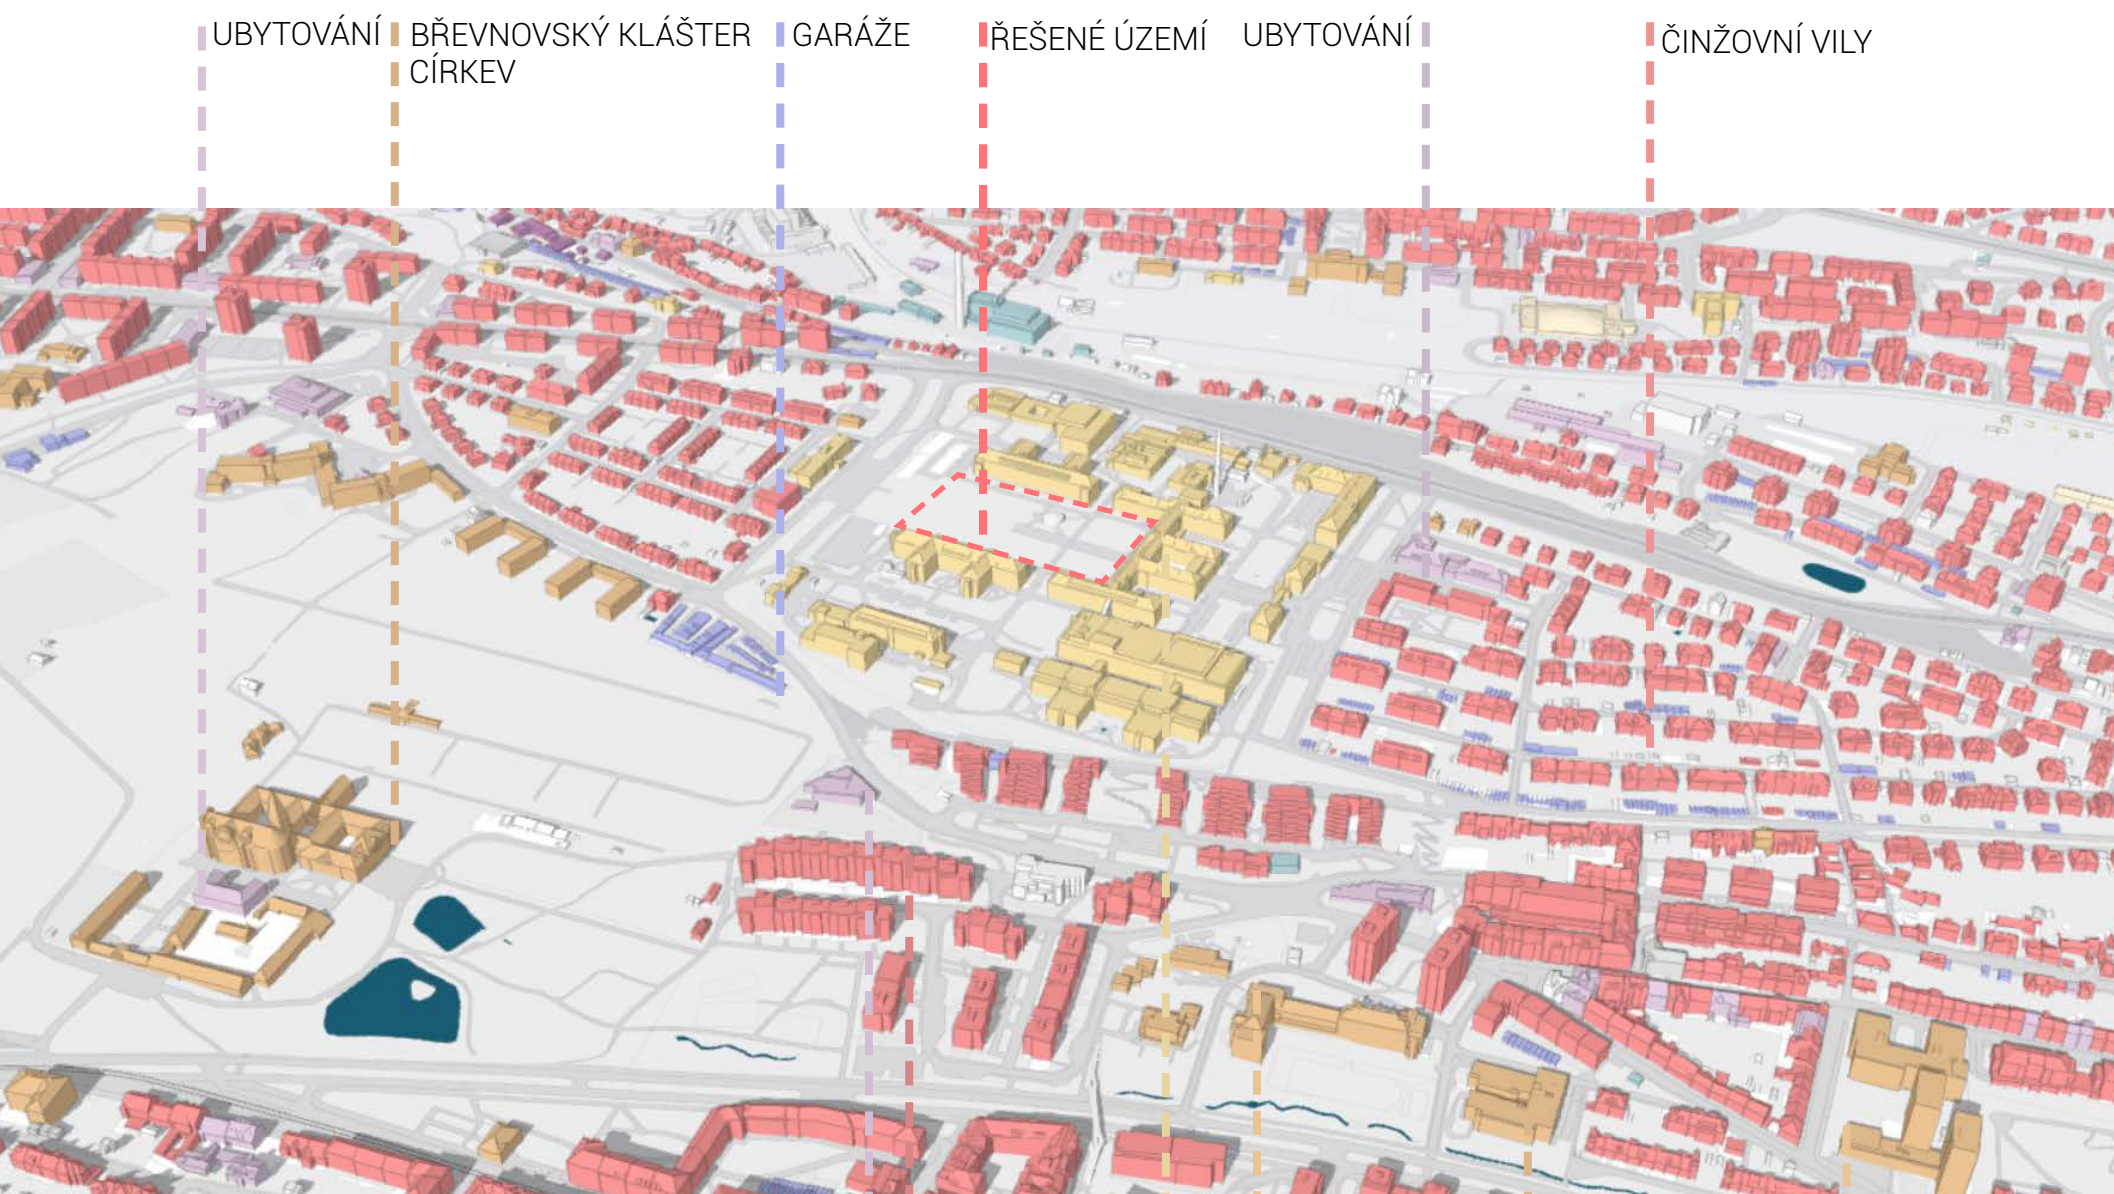 UBYTOVÁNÍ
BŘEVNOVSKÝ KLÁŠTER
CÍRKEV
GARÁŽE
ŘEŠENÉ ÚZEMÍ
UBYTOVÁNÍ
ČINŽOVNÍ VILY